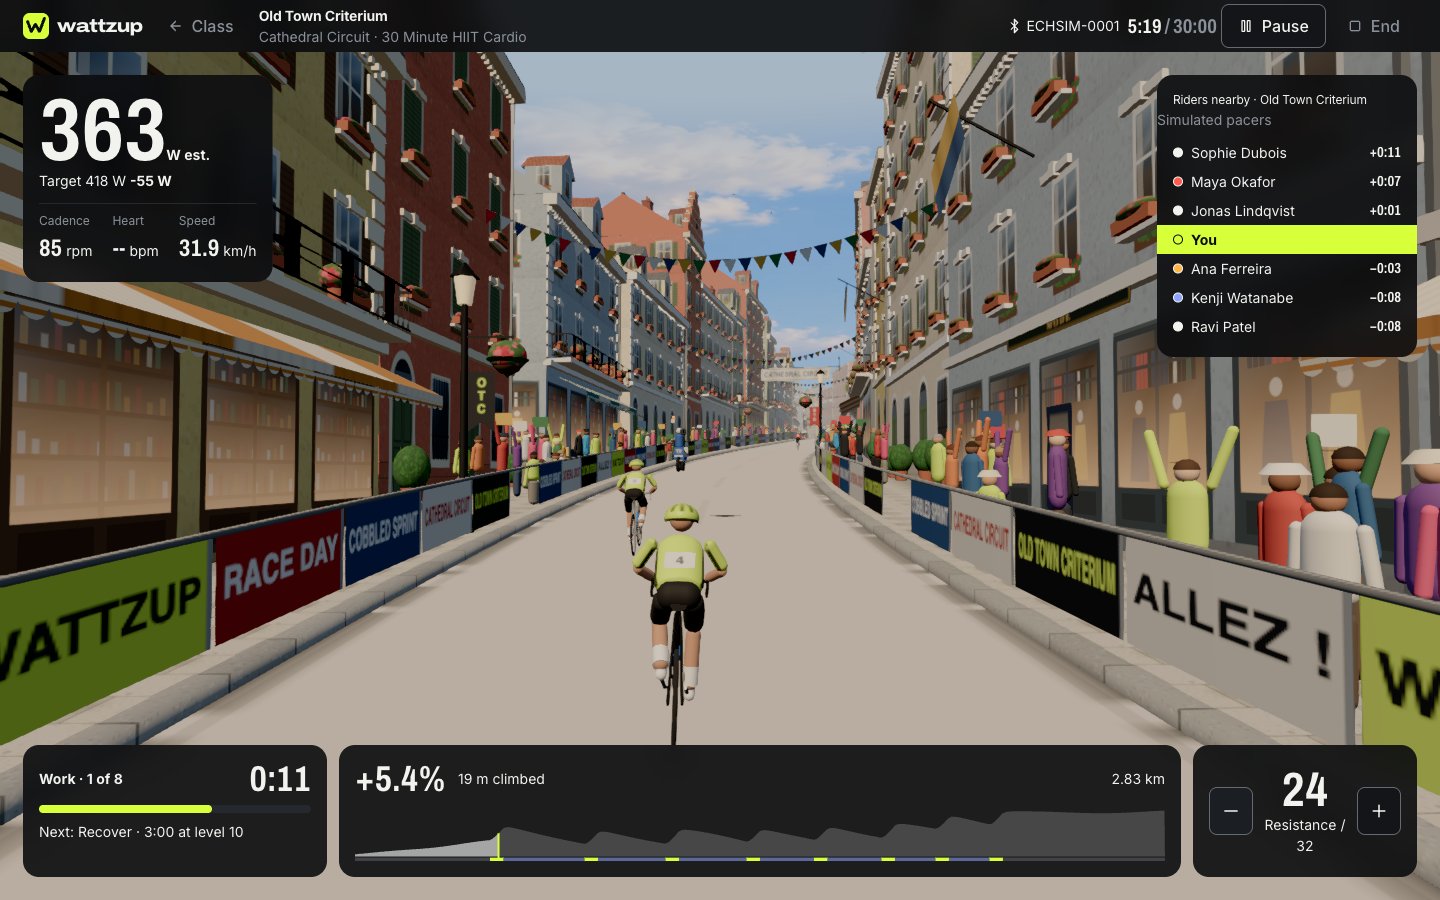 wattzup
Class
Old Town Criterium
Cathedral Circuit · 30 Minute HIIT Cardio
ECHSIM-0001
5:19 / 30:00
Pause
End
363 W est.
Target 418 W -55 W
Cadence Heart Speed
85 rpm -- bpm 31.9 km/h
Riders nearby · Old Town Criterium
Simulated pacers
Sophie Dubois +0:11
Maya Okafor +0:07
Jonas Lindqvist +0:01
You
Ana Ferreira −0:03
Kenji Watanabe −0:08
Ravi Patel −0:08
CATHEDRAL CIRCUIT
OTC
WATTZUP
RACE DAY
COBBLED SPRINT
CATHEDRAL CIRCUIT
OLD TOWN CRITERIUM
4
COBBLED SPRINT
CATHEDRAL CIRCUIT
OLD TOWN CRITERIUM
ALLEZ !
W
Work · 1 of 8
0:11
Next: Recover · 3:00 at level 10
+5.4% 19 m climbed
2.83 km
−
24
+
Resistance /
32